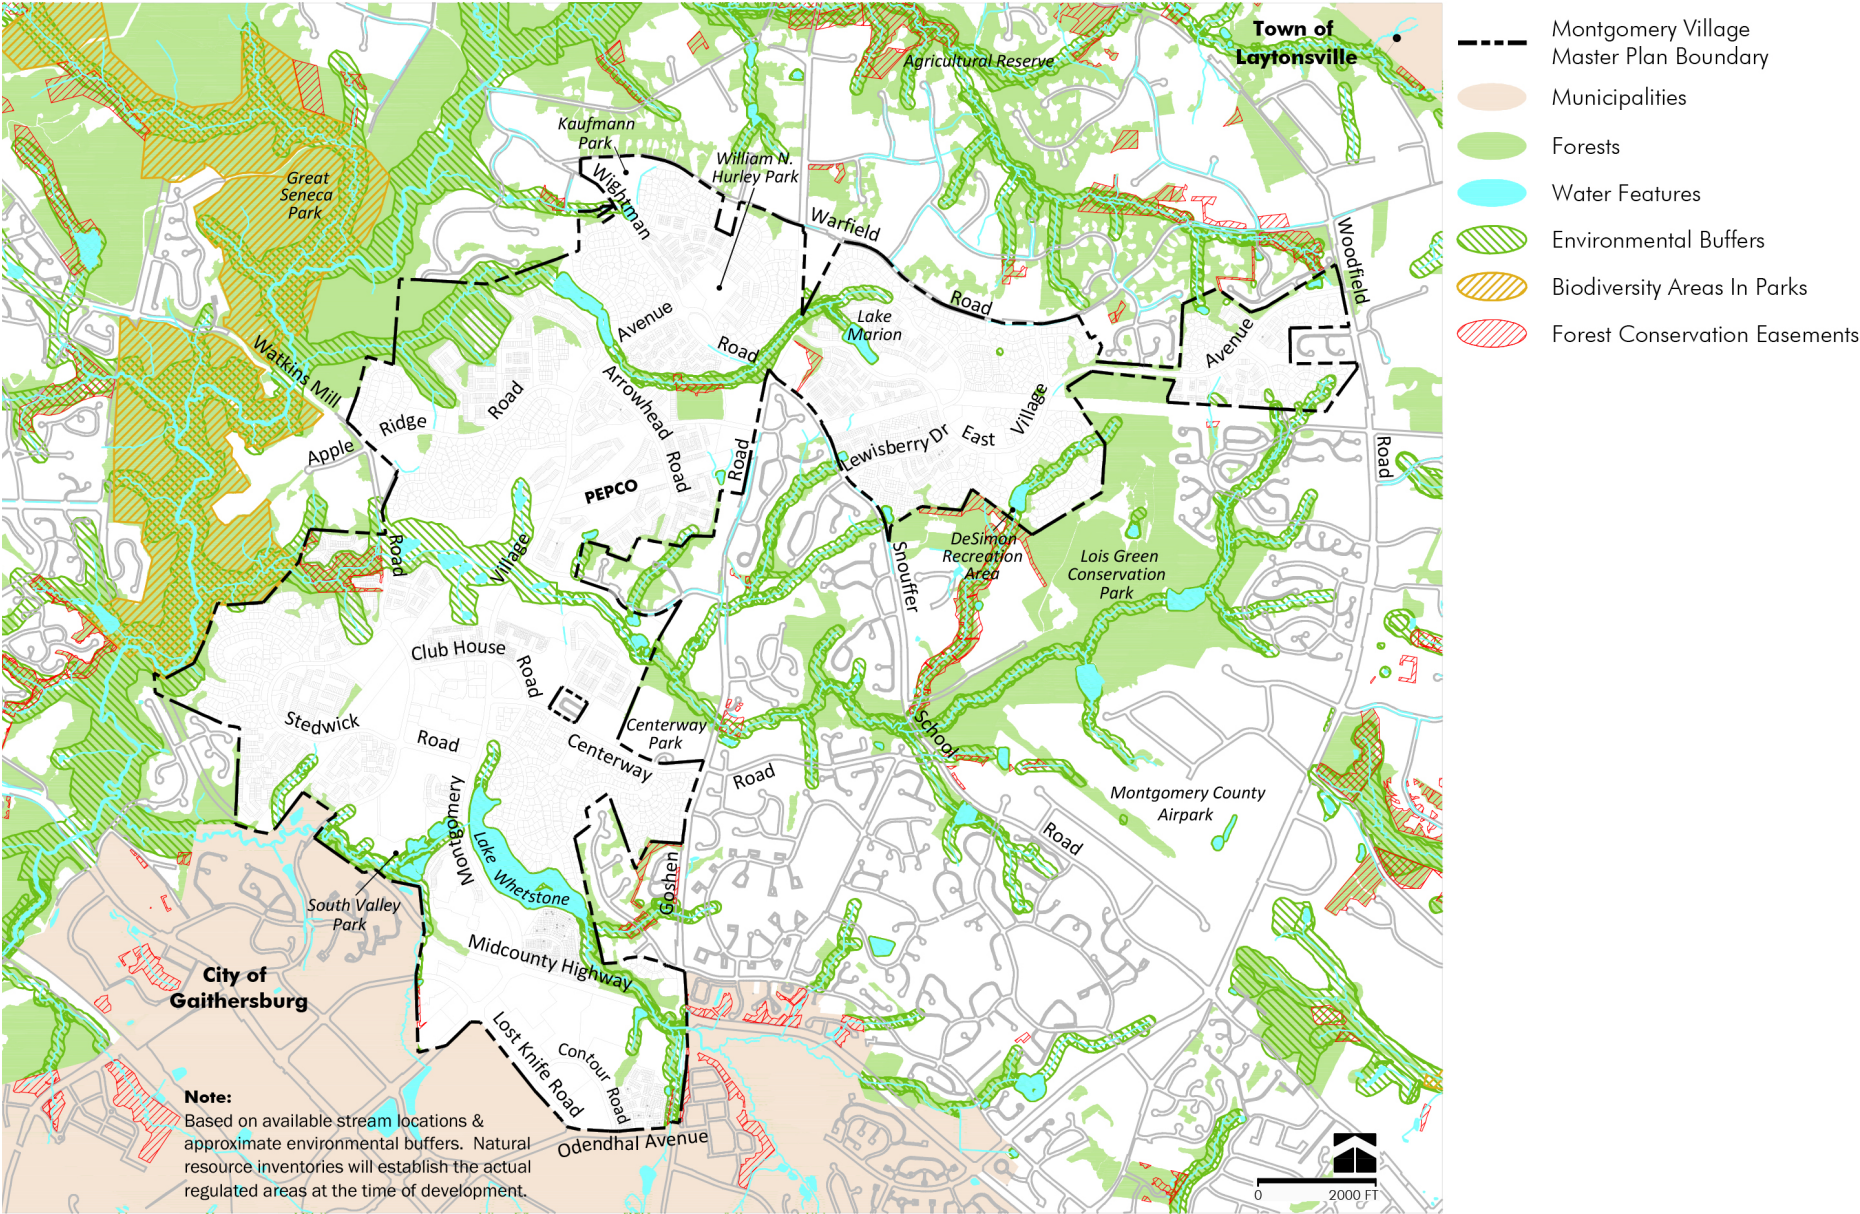 Town of
Laytonsville
Agricultural Reserve
Kaufmann
Park
William N.
Hurley Park
Great
Seneca
Park
Wightman
Avenue
Warfield
Road
Woodfield
Road
Lake
Marion
Avenue
Road
Watkins Mill
Road
Apple
Ridge
Road
Arrowhead
Road
Road
Lewisberry Dr
East
Village
PEPCO
Village
DeSimon
Recreation
Area
Lois Green
Conservation
Park
Snouffer
School
Road
Club House
Road
Stedwick
Road
Centerway
Park
Centerway
Road
Montgomery County
Airpark
Montgomery
Lake
Whetstone
Goshen
South Valley
Park
Midcounty Highway
City of
Gaithersburg
Lost Knife Road
Contour
Road
Odendhal Avenue
Note:
Based on available stream locations &
approximate environmental buffers.  Natural
resource inventories will establish the actual
regulated areas at the time of development.
0
2000 FT
Montgomery Village
Master Plan Boundary
Municipalities
Forests
Water Features
Environmental Buffers
Biodiversity Areas In Parks
Forest Conservation Easements